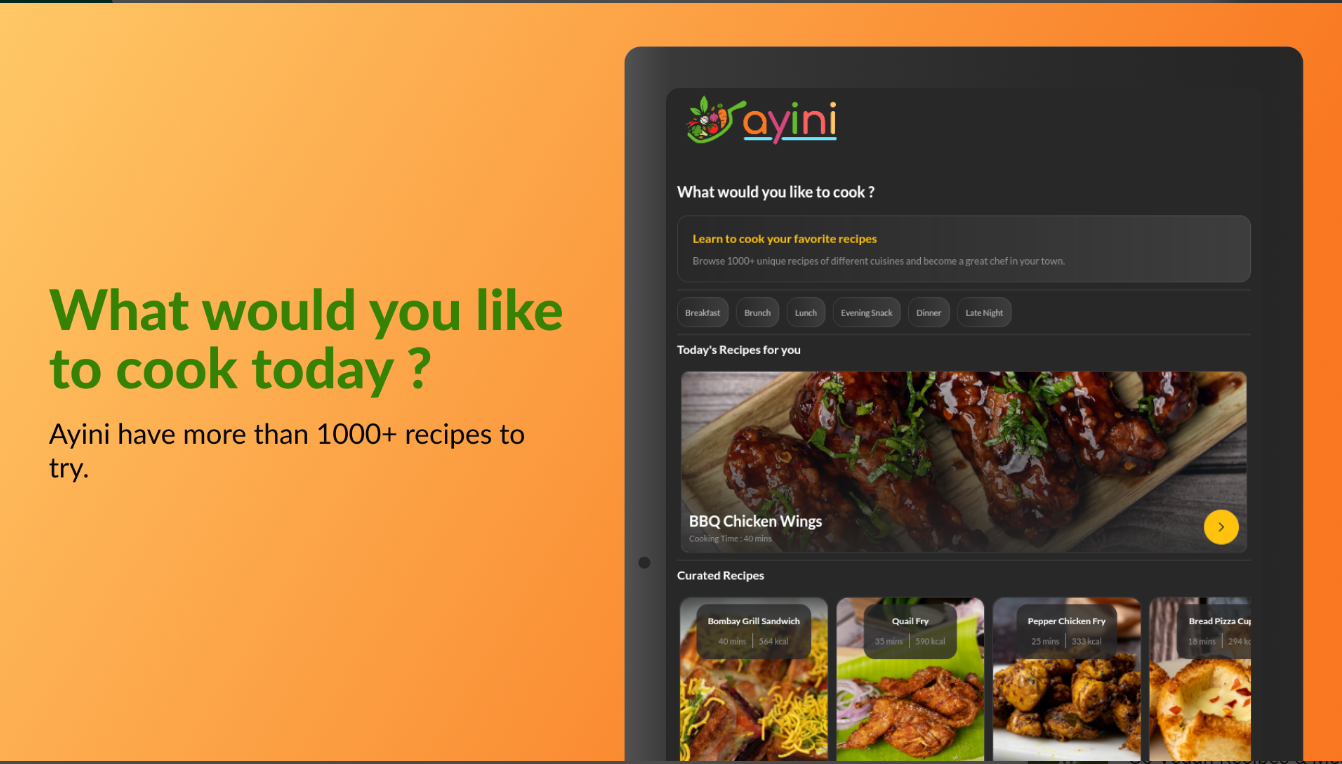 What would you like
to cook today ?
Ayini have more than 1000+ recipes to
try.
ayini
What would you like to cook ?
Learn to cook your favorite recipes
Browse 1000+ unique recipes of different cuisines and become a great chef in your town.
Breakfast Brunch Lunch Evening Snack Dinner Late Night
Today's Recipes for you
BBQ Chicken Wings
Cooking Time : 40 mins
Curated Recipes
Bombay Grill Sandwich Quail Fry Pepper Chicken Fry Bread Pizza Cup
40 mins 564 kcal 35 mins 590 kcal 25 mins 333 kcal 18 mins 294 kc